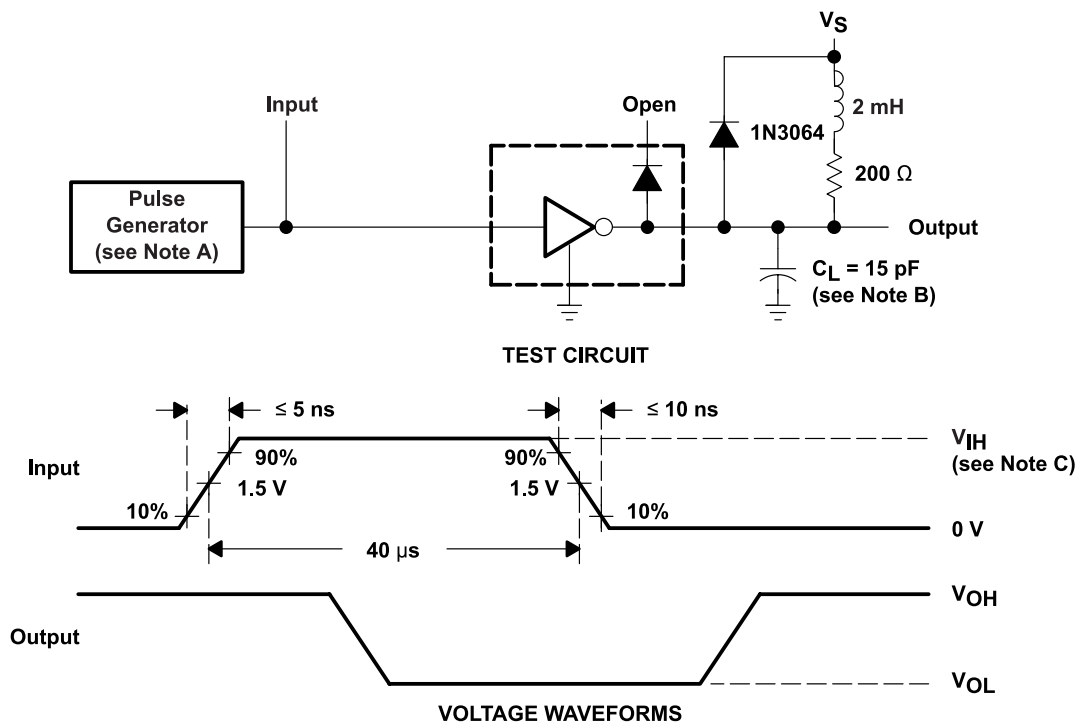 VS
Input
Open
2 mH
1N3064
200 Ω
Pulse
Generator
(see Note A)
Output
CL = 15 pF
(see Note B)
TEST CIRCUIT
≤ 5 ns
≤ 10 ns
Input
90%
90%
VIH
(see Note C)
1.5 V
1.5 V
10%
10%
0 V
40 μs
VOH
Output
VOL
VOLTAGE WAVEFORMS